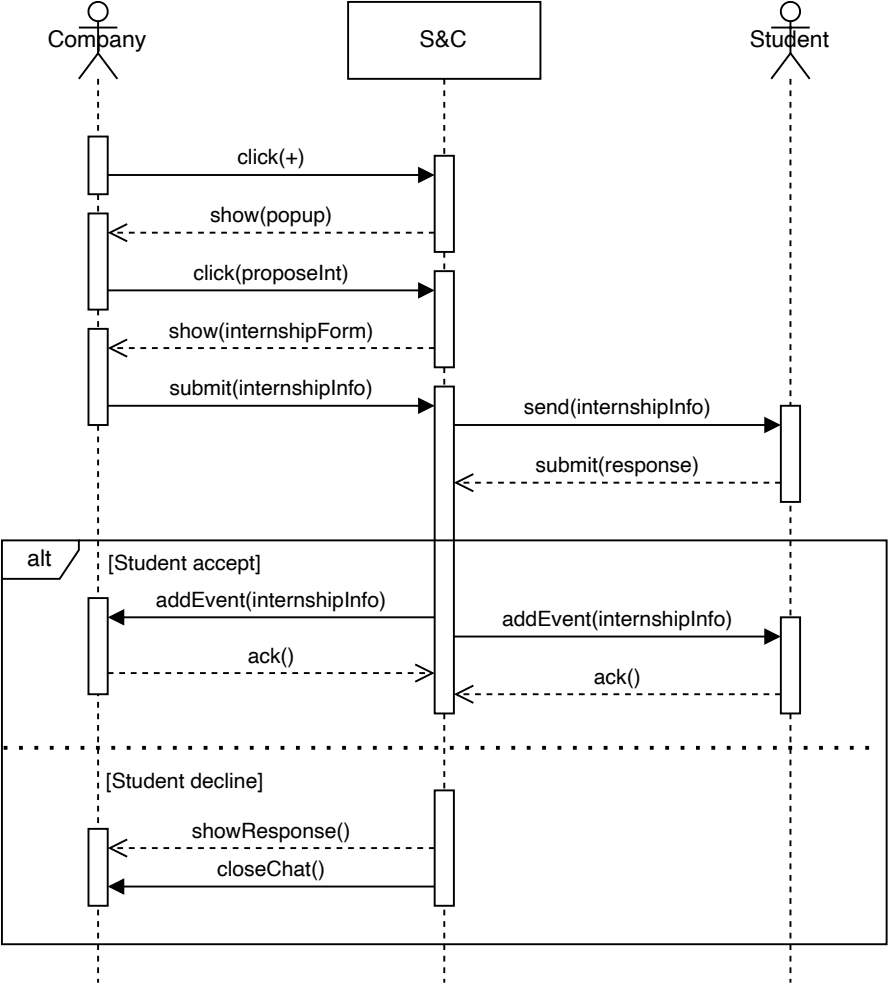 Company
S&C
Student
click(+)
show(popup)
click(proposeInt)
show(internshipForm)
submit(internshipInfo)
send(internshipInfo)
submit(response)
alt
[Student accept]
addEvent(internshipInfo)
addEvent(internshipInfo)
ack()
ack()
[Student decline]
showResponse()
closeChat()